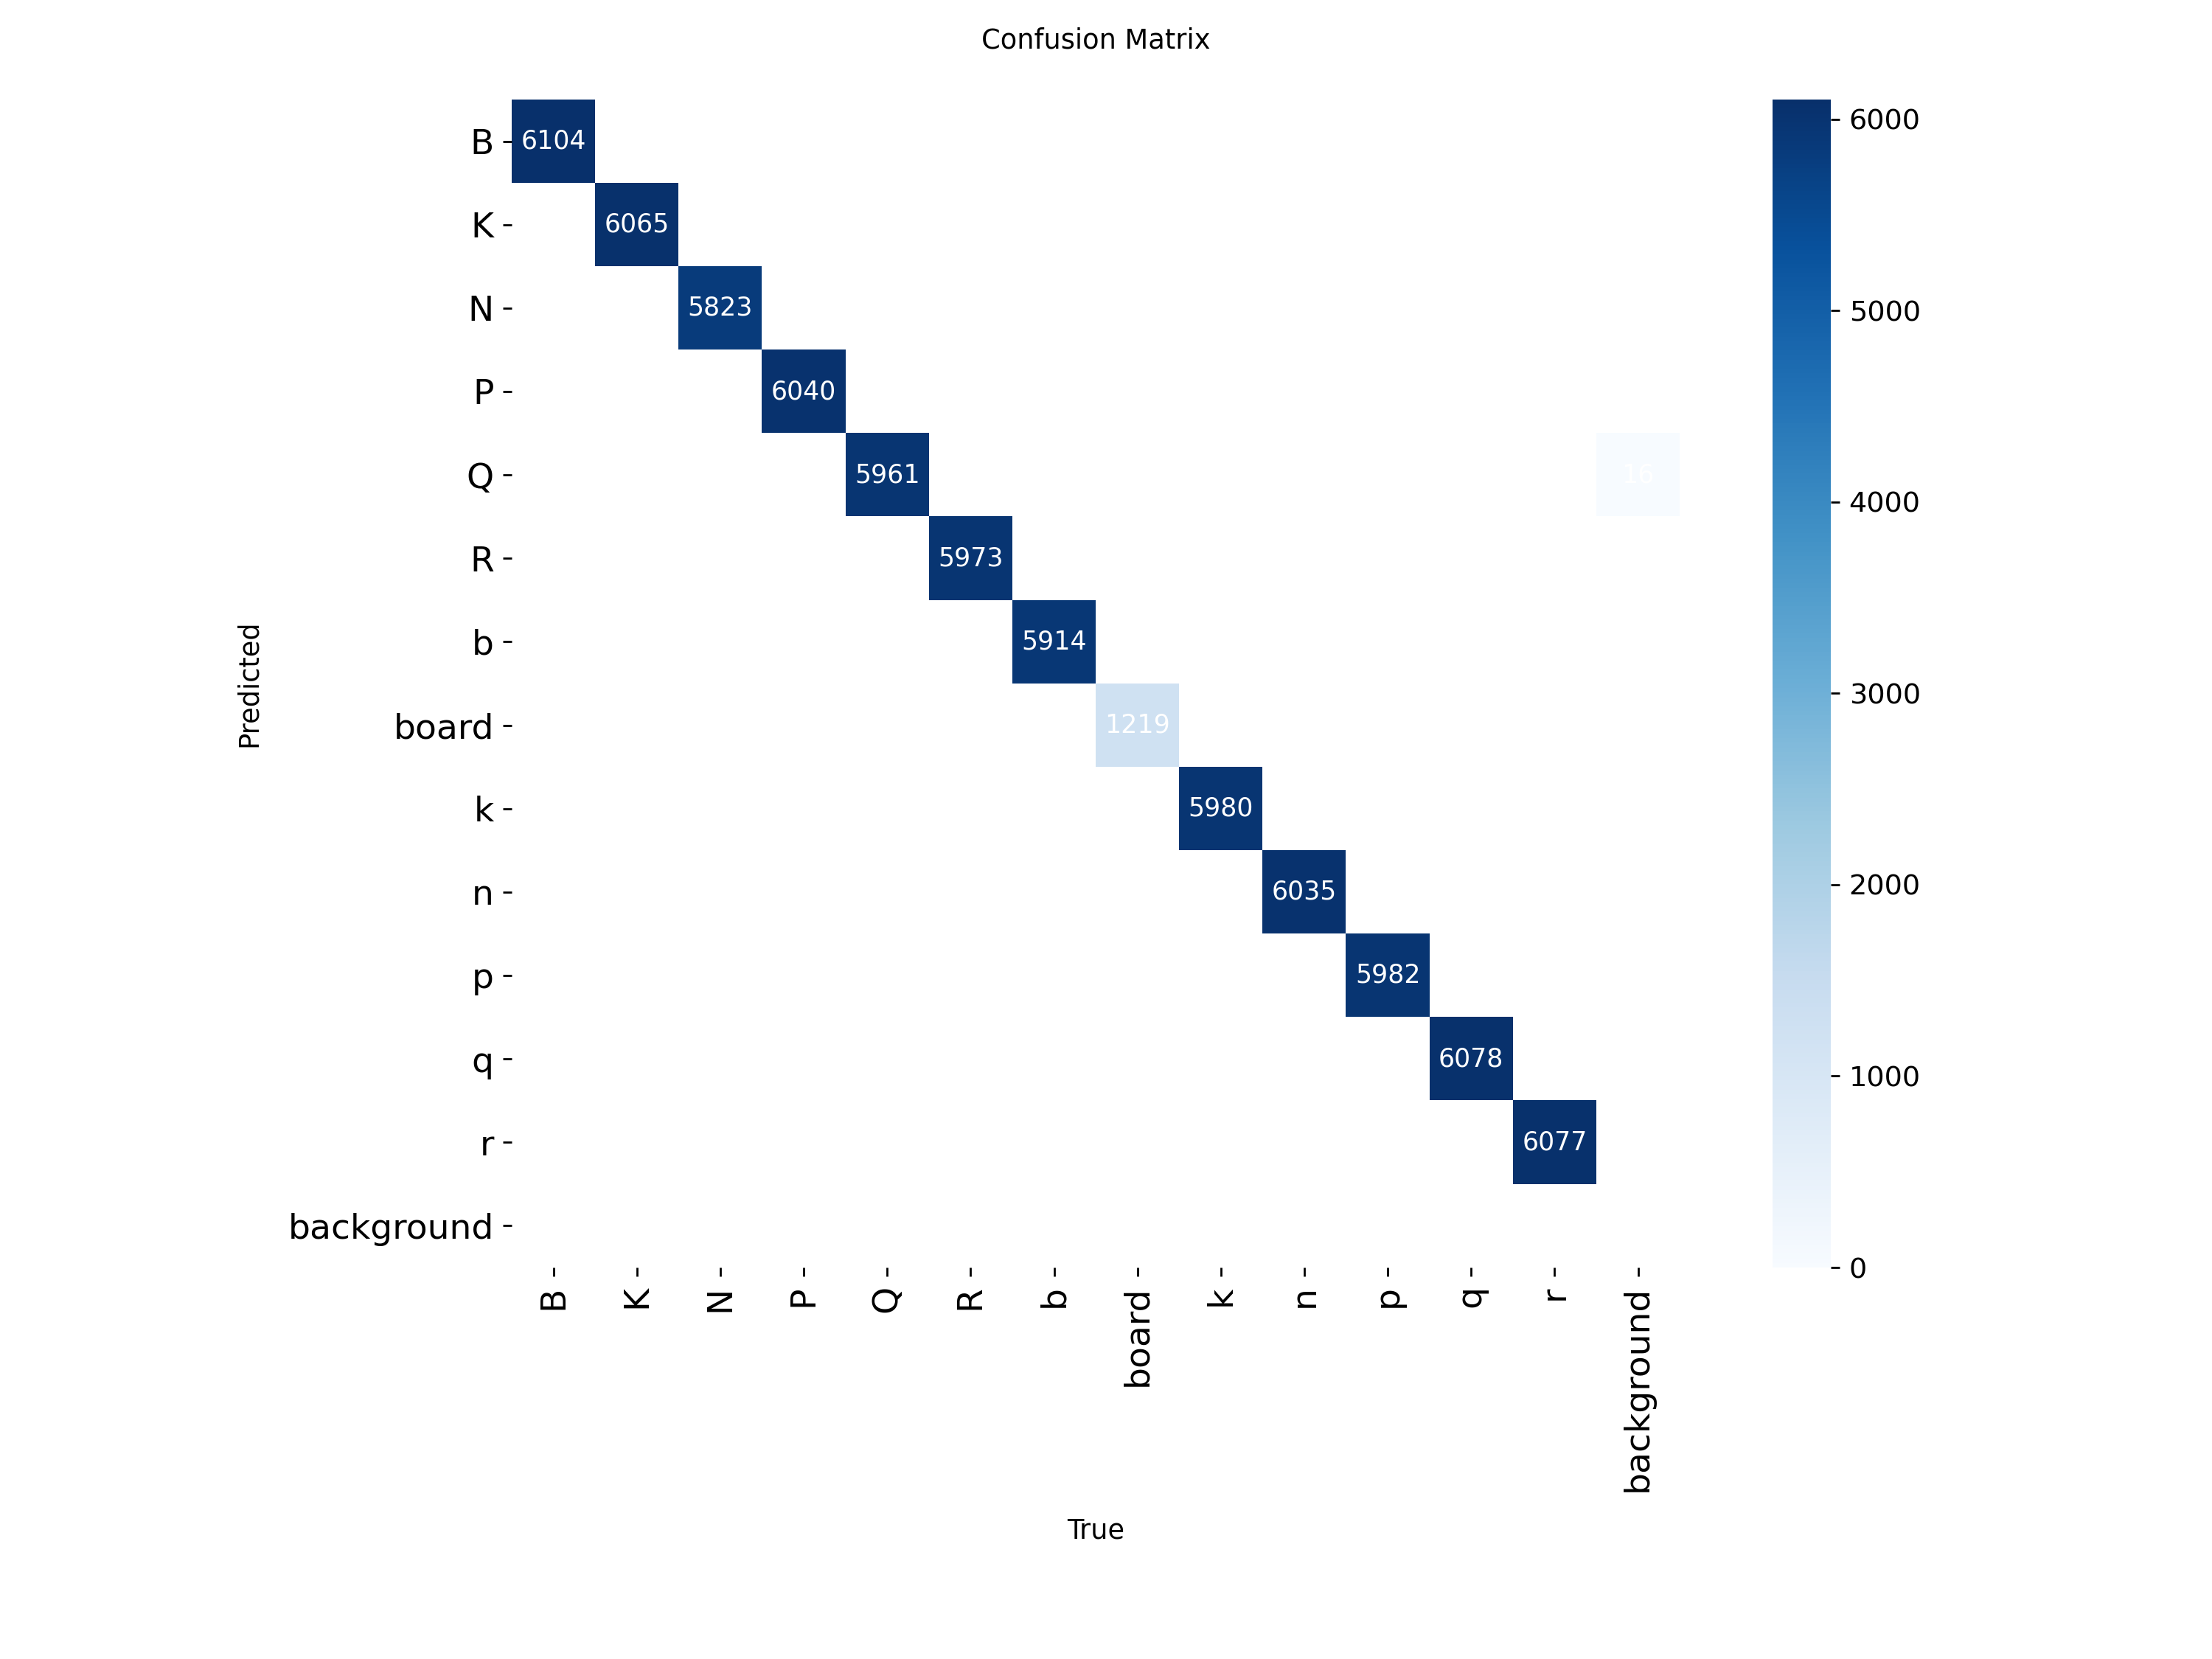 Confusion Matrix
B
6104
6000
K
6065
N
5823
5000
P
6040
Q
5961
16
4000
R
5973
b
5914
3000
Predicted
board
1219
k
5980
2000
n
6035
p
5982
1000
q
6078
r
6077
background
0
B
K
N
P
Q
R
b
board
k
n
p
q
r
background
True